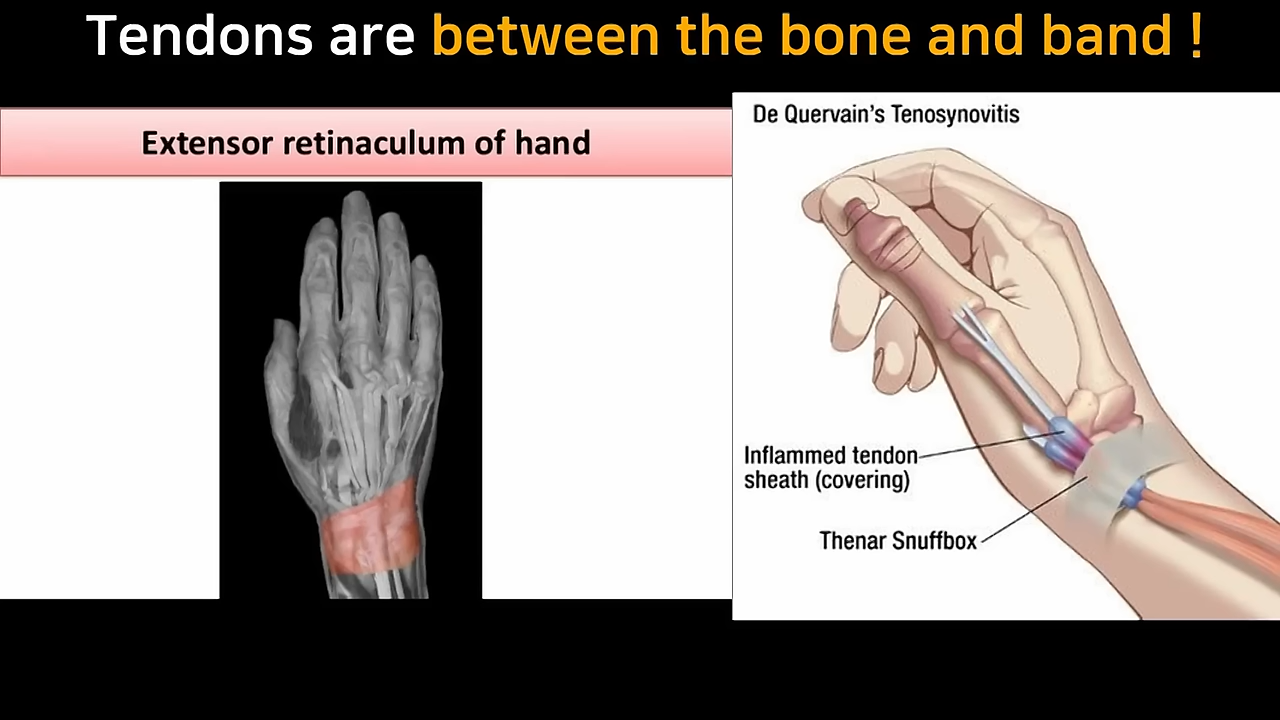 Tendons are between the bone and band !
Extensor retinaculum of hand
De Quervain's Tenosynovitis
Inflammed tendon
sheath (covering)
Thenar Snuffbox